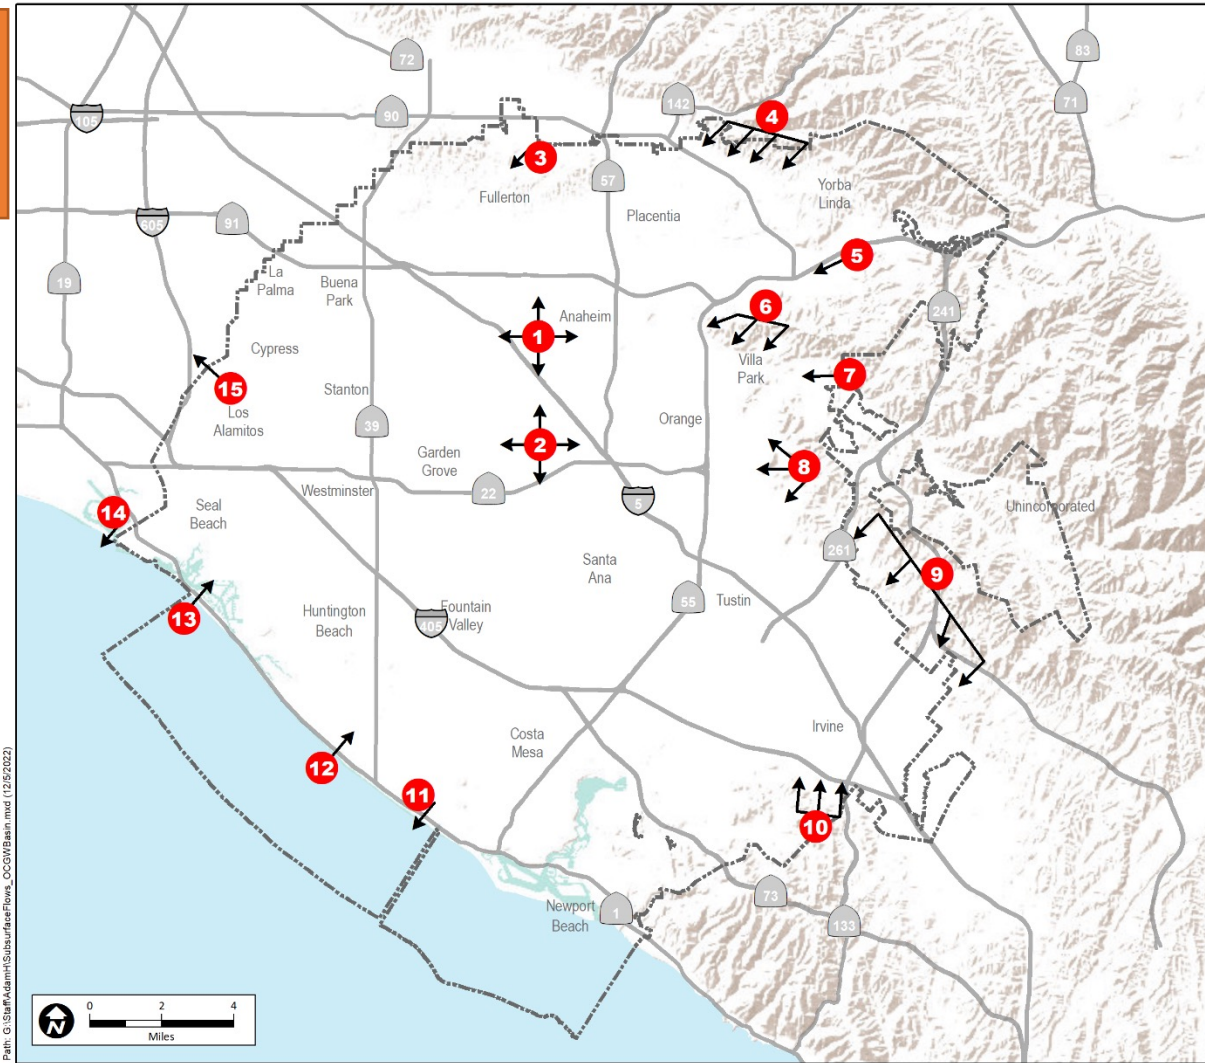 83
72
71
142
105
90
4
3
57
Fullerton
Yorba
Linda
Placentia
605
91
5
19
La
Palma
Buena
Park
6
241
Anaheim
1
Cypress
Villa
Park
7
15
Stanton
Los
Alamitos
39
Orange
2
Garden
Grove
8
Westminster
22
5
14
Seal
Beach
Unincorporated
261
Santa
Ana
9
13
55
Tustin
Huntington
Beach
Fountain
Valley
405
Irvine
Costa
Mesa
12
11
10
73
Newport
Beach
1
133
N
0 2 4
Miles
Path: G:\Staff\AdamH\SubsurfaceFlows_OCGWBasin.mxd (12/5/2022)